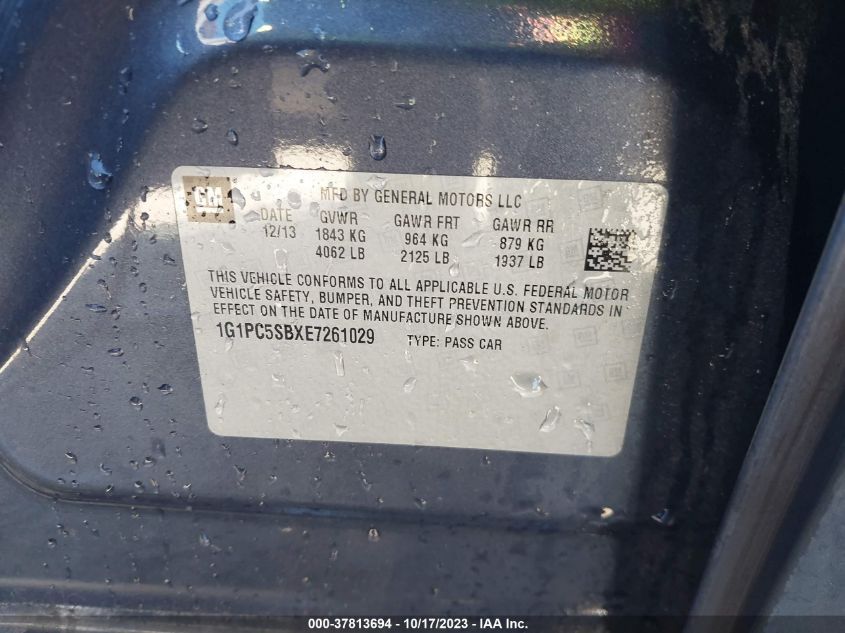 GM MFD BY GENERAL MOTORS LLC
DATE GVWR GAWR FRT GAWR RR
12/13 1843 KG 964 KG 879 KG
4062 LB 2125 LB 1937 LB
THIS VEHICLE CONFORMS TO ALL APPLICABLE U.S. FEDERAL MOTOR
VEHICLE SAFETY, BUMPER, AND THEFT PREVENTION STANDARDS IN
EFFECT ON THE DATE OF MANUFACTURE SHOWN ABOVE.
1G1PC5SBXE7261029 TYPE: PASS CAR
000-37813694 - 10/17/2023 - IAA Inc.